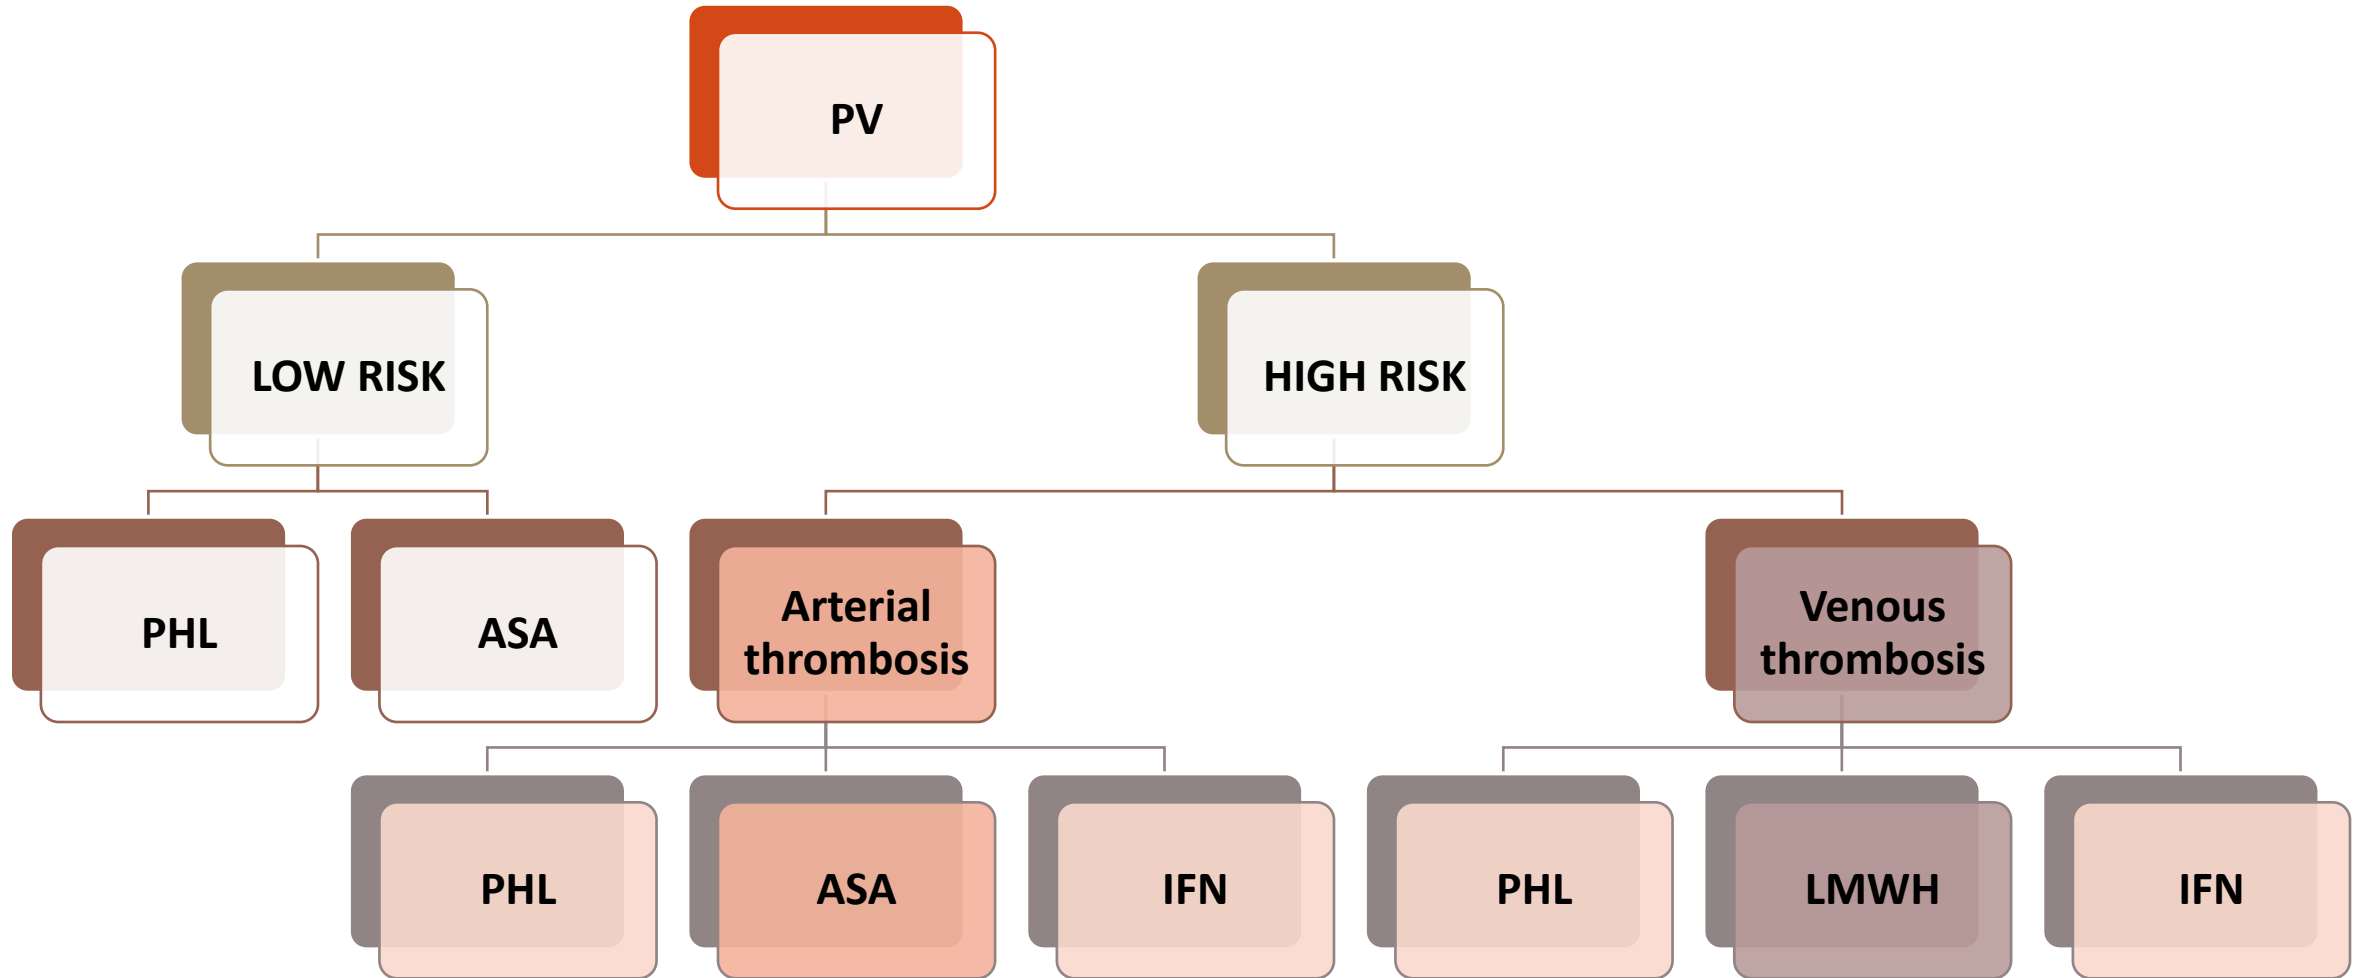 PV
LOW RISK
HIGH RISK
PHL
ASA
Arterial
thrombosis
Venous
thrombosis
PHL
ASA
IFN
PHL
LMWH
IFN